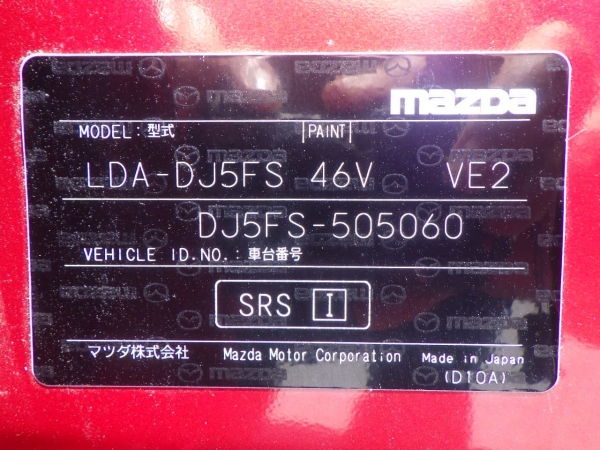 mazda
MODEL：型式 PAINT
LDA-DJ5FS 46V VE2
DJ5FS-505060
VEHICLE ID.NO.：車台番号
SRS I
マツダ株式会社 Mazda Motor Corporation Made in Japan
(D10A)